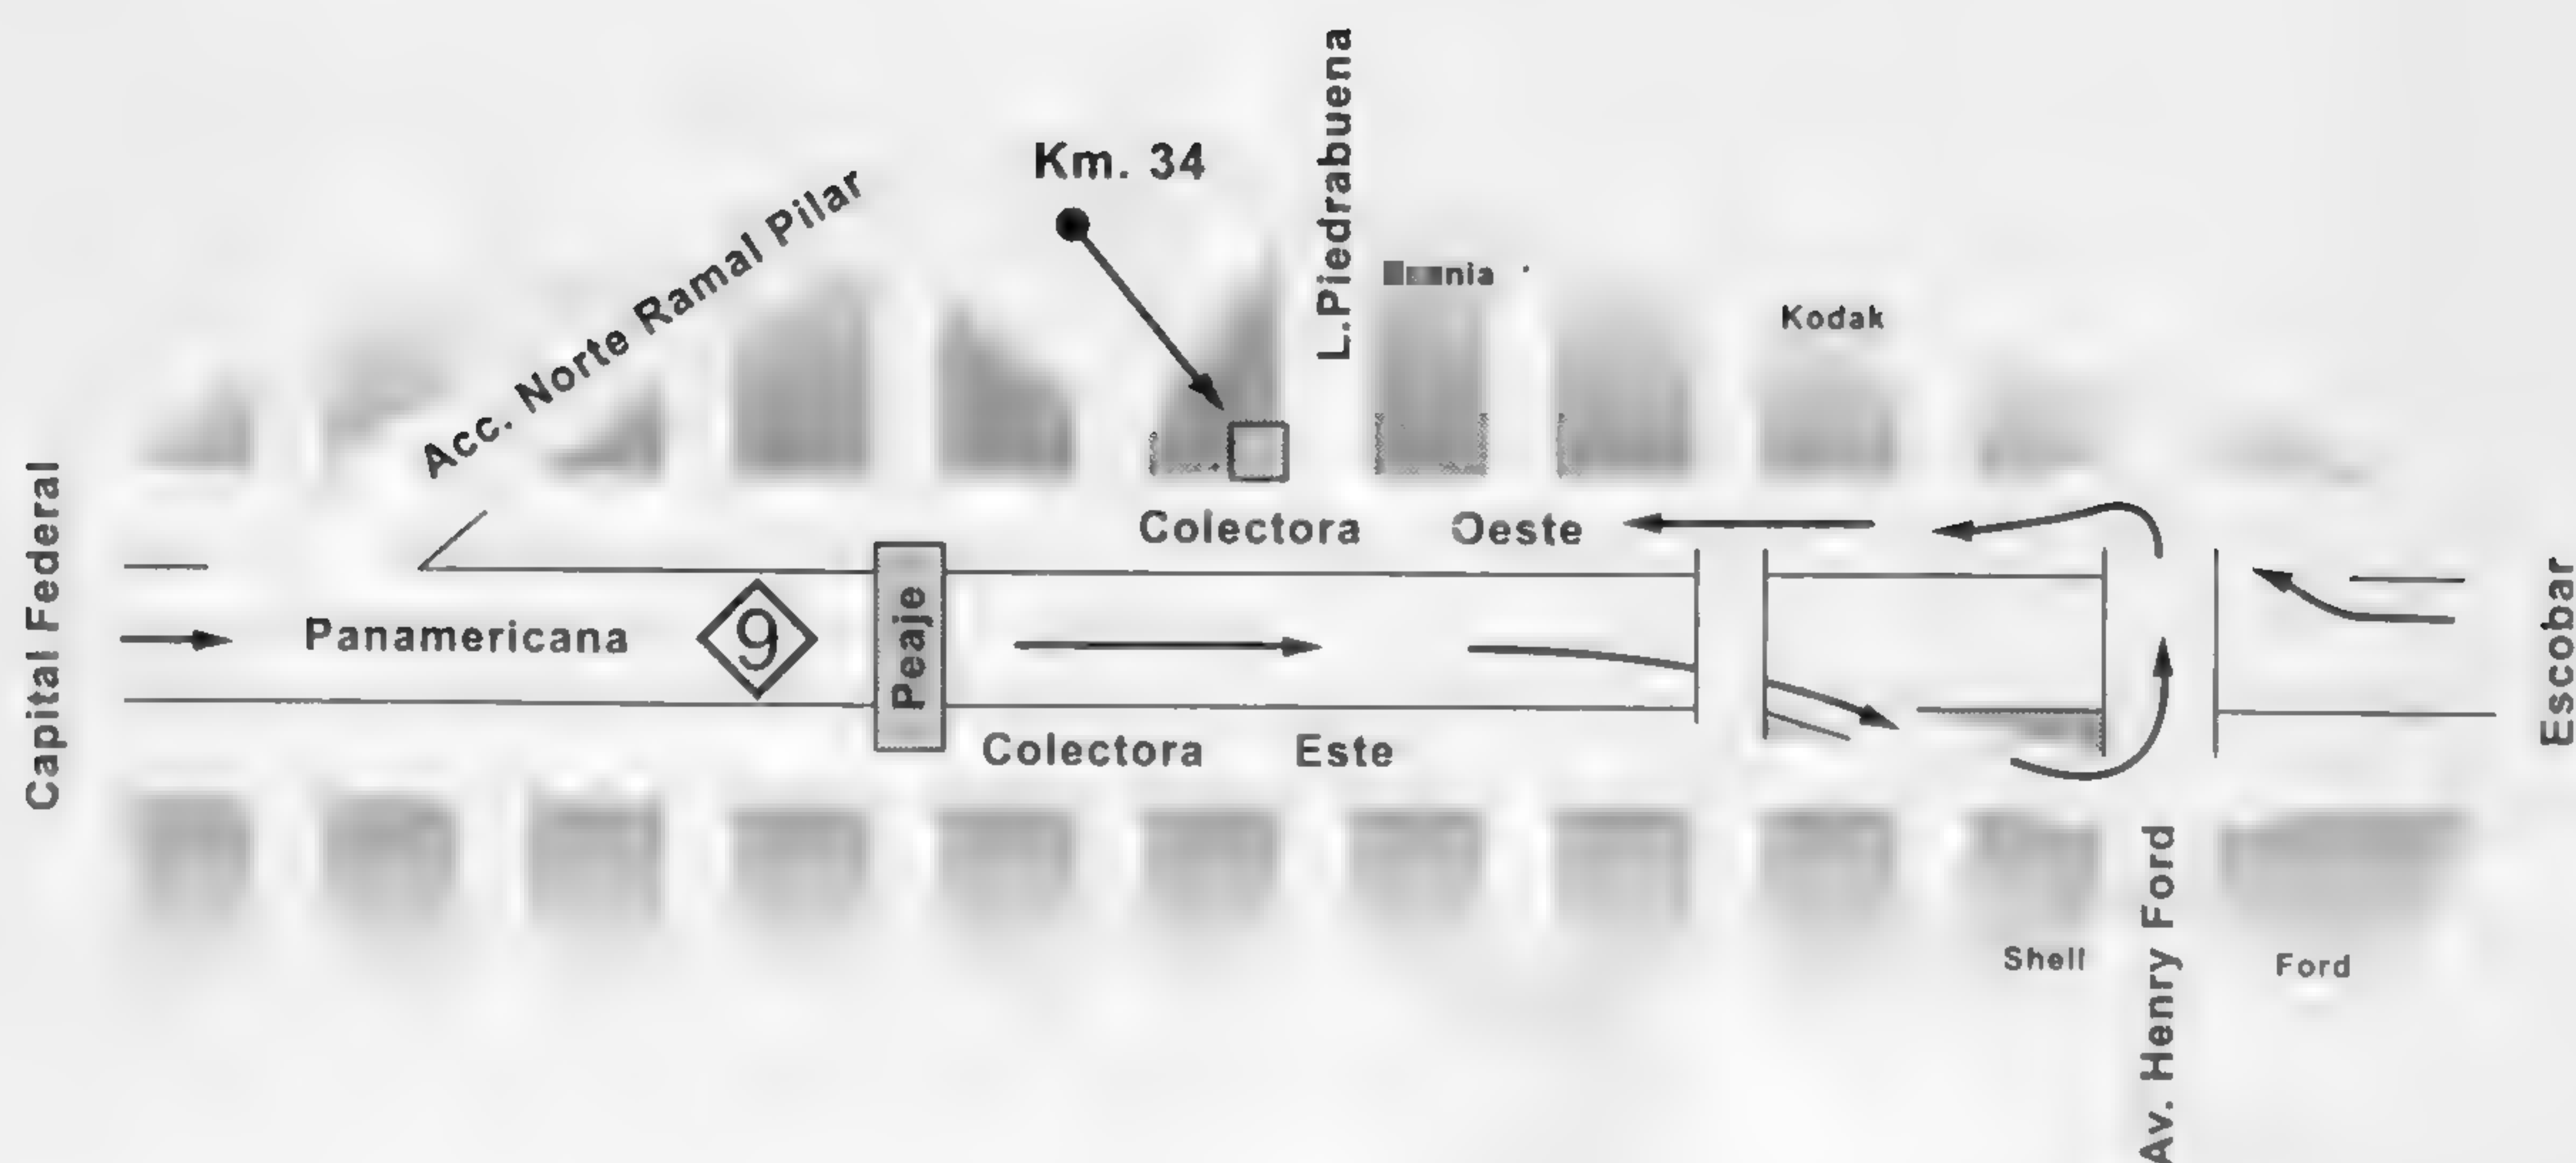 Km. 34
L.Piedrabuena
Acc. Norte Ramal Pilar
Kodak
Capital Federal
Colectora Oeste
Panamericana
9
Peaje
Escobar
Colectora Este
Shell
Av. Henry Ford
Ford